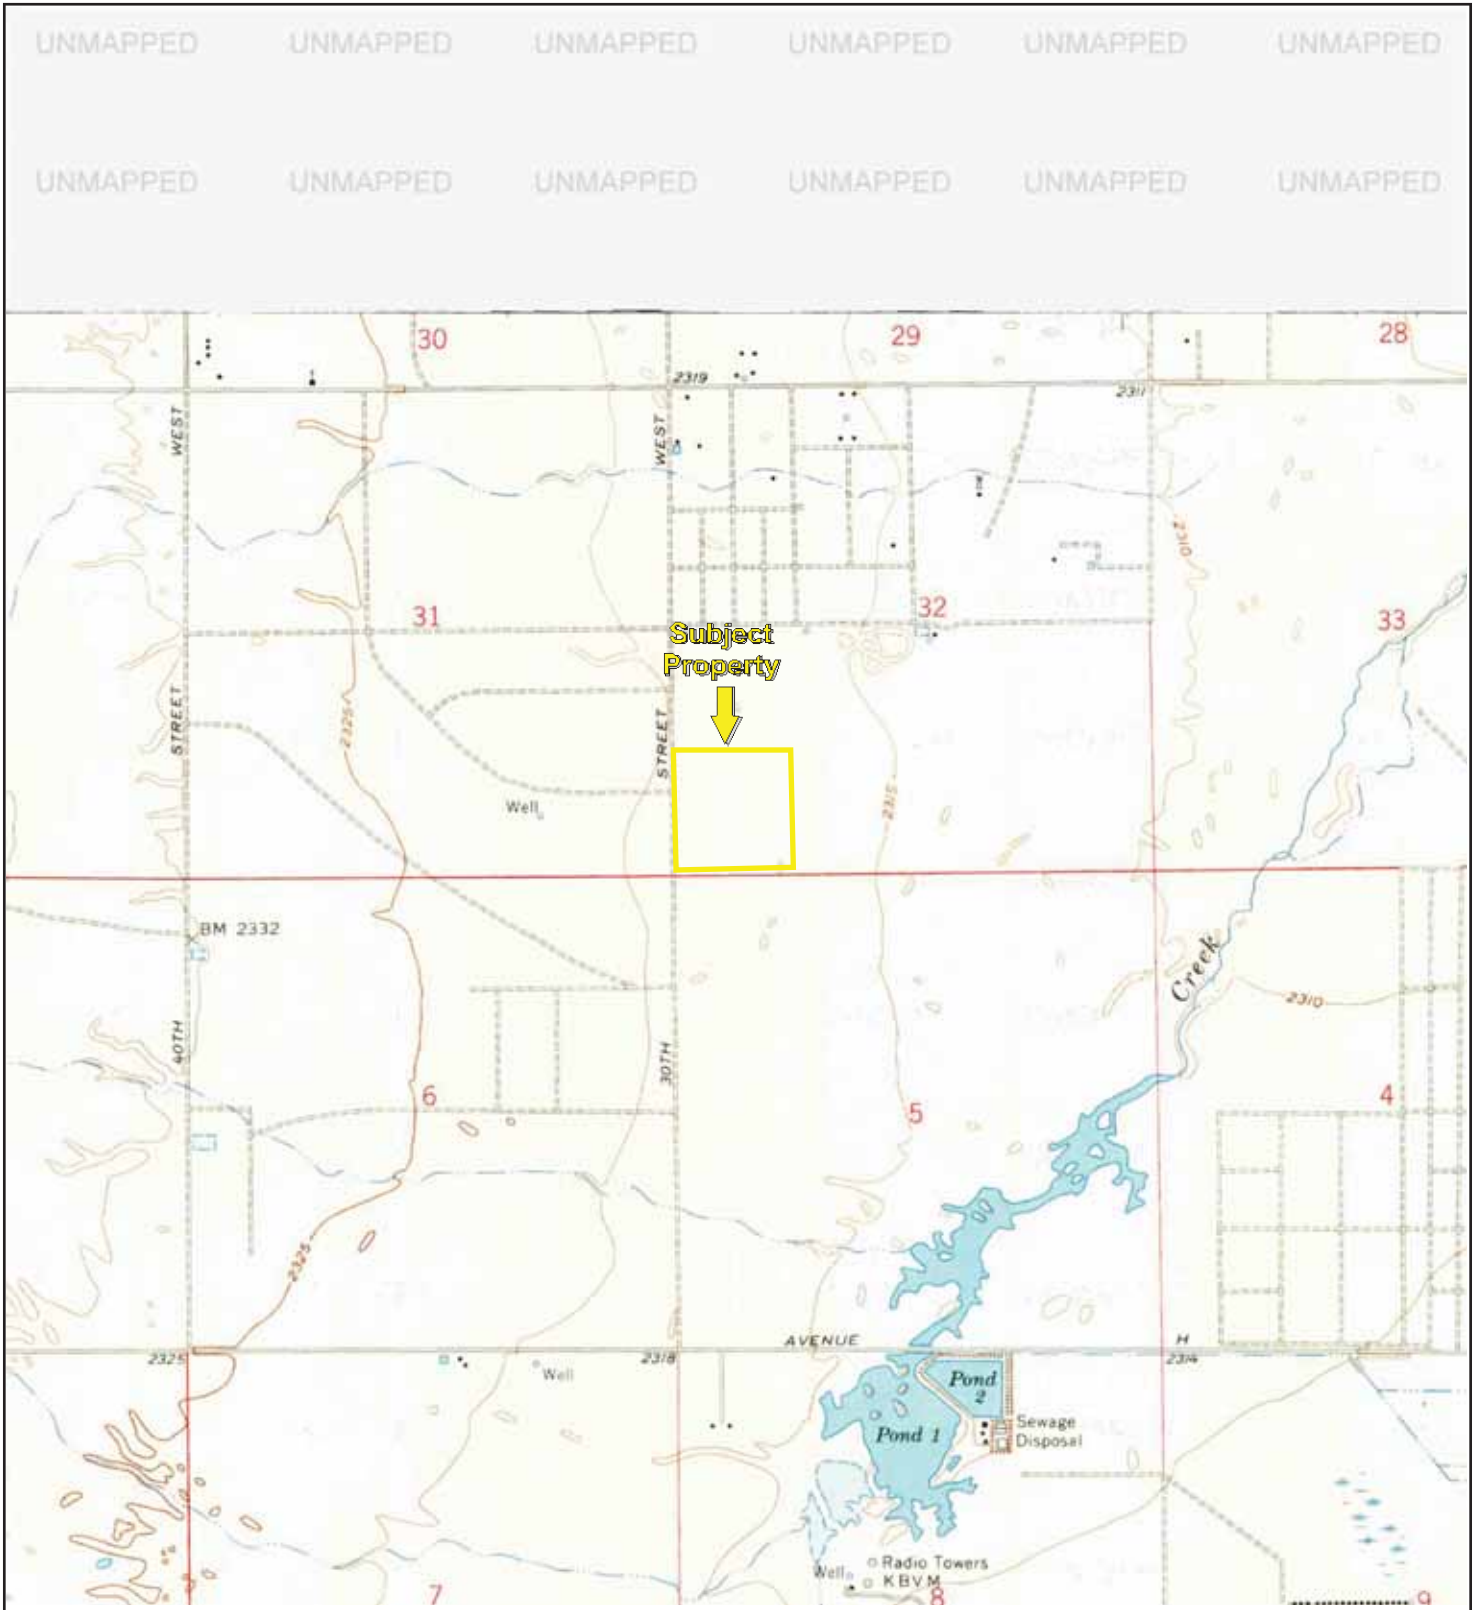 UNMAPPED UNMAPPED UNMAPPED UNMAPPED UNMAPPED UNMAPPED
UNMAPPED UNMAPPED UNMAPPED UNMAPPED UNMAPPED UNMAPPED
30
29
28
2319
2311
WEST
WEST
2310
31
32
33
Subject
Property
STREET
2325
STREET
2315
Well
BM 2332
Creek
2310
40TH
30TH
6
5
4
2325
AVENUE
H
2325
2318
2314
Well
Pond
2
Pond 1
Sewage
Disposal
Well
Radio Towers
KBVM
7
8
9